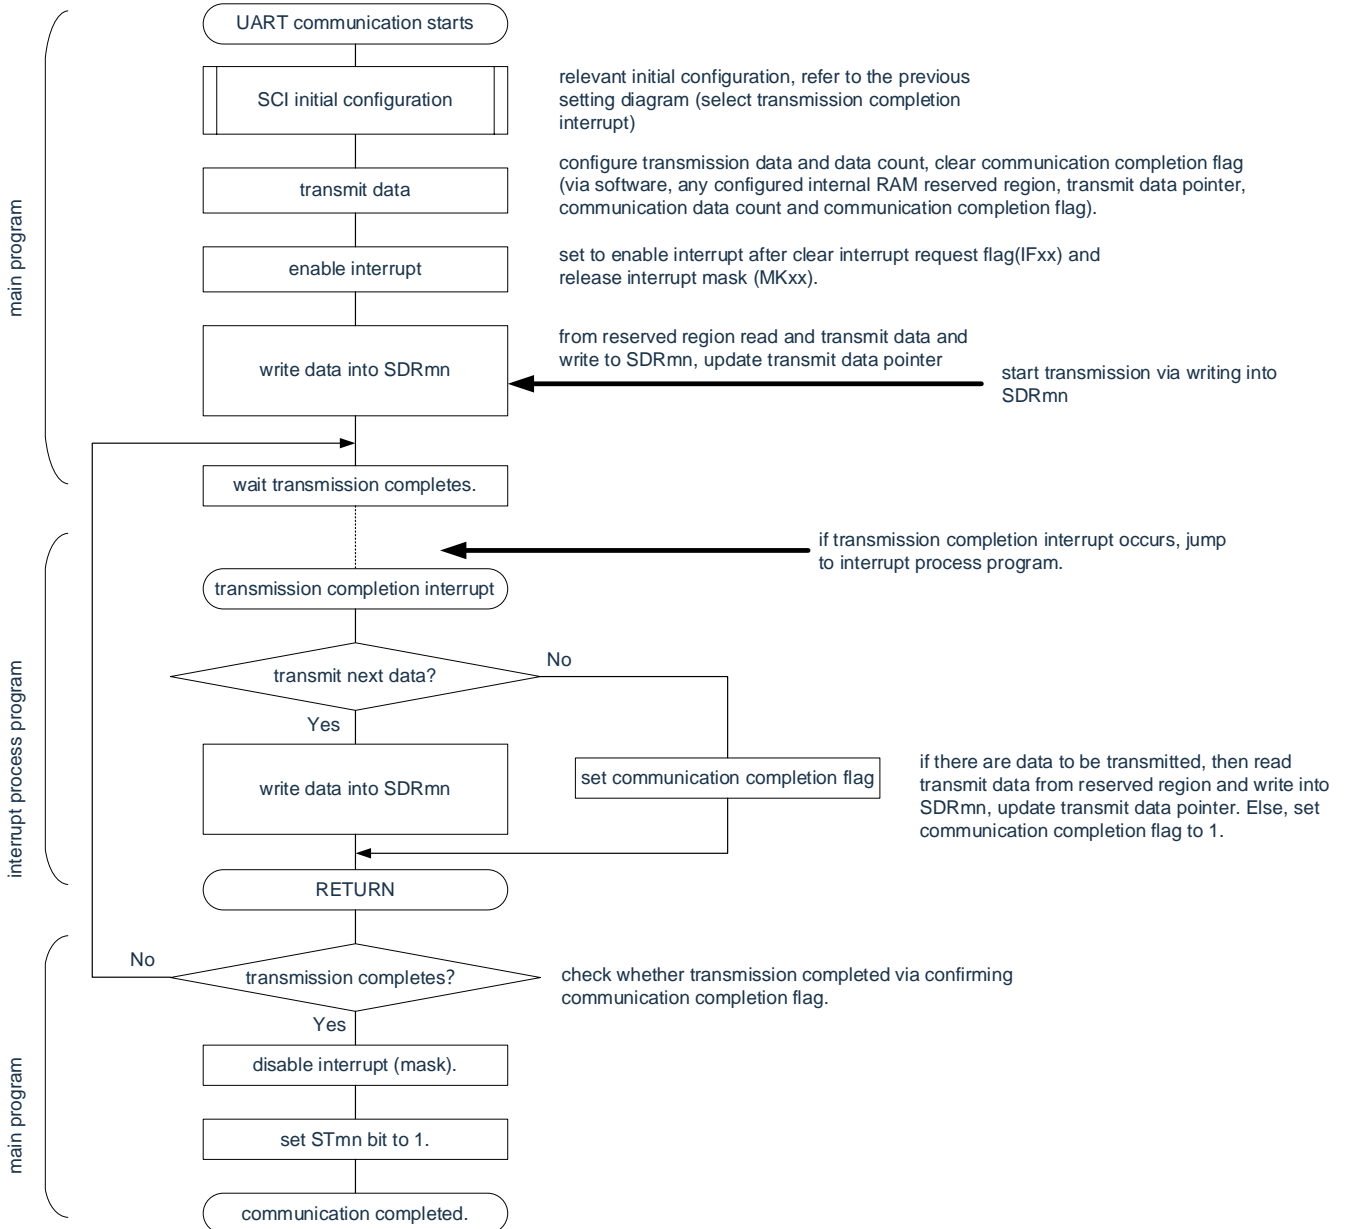 UART communication starts
SCI initial configuration
relevant initial configuration, refer to the previous
setting diagram (select transmission completion
interrupt)
transmit data
configure transmission data and data count, clear communication completion flag
(via software, any configured internal RAM reserved region, transmit data pointer,
communication data count and communication completion flag).
main program
enable interrupt
set to enable interrupt after clear interrupt request flag(IFxx) and
release interrupt mask (MKxx).
write data into SDRmn
from reserved region read and transmit data and
write to SDRmn, update transmit data pointer
start transmission via writing into
SDRmn
wait transmission completes.
if transmission completion interrupt occurs, jump
to interrupt process program.
transmission completion interrupt
transmit next data?
No
Yes
interrupt process program
write data into SDRmn
set communication completion flag
if there are data to be transmitted, then read
transmit data from reserved region and write into
SDRmn, update transmit data pointer. Else, set
communication completion flag to 1.
RETURN
No
transmission completes?
check whether transmission completed via confirming
communication completion flag.
Yes
main program
disable interrupt (mask).
set STmn bit to 1.
communication completed.